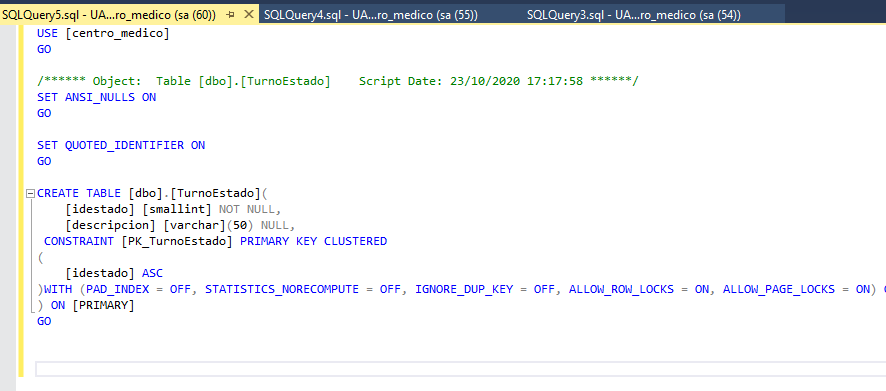 SQLQuery5.sql - UA...ro_medico (sa (60)) SQLQuery4.sql - UA...ro_medico (sa (55)) SQLQuery3.sql - UA...ro_medico (sa (54))
USE [centro_medico]
GO
/****** Object:  Table [dbo].[TurnoEstado]    Script Date: 23/10/2020 17:17:58 ******/
SET ANSI_NULLS ON
GO
SET QUOTED_IDENTIFIER ON
GO
CREATE TABLE [dbo].[TurnoEstado](
[idestado] [smallint] NOT NULL,
[descripcion] [varchar](50) NULL,
CONSTRAINT [PK_TurnoEstado] PRIMARY KEY CLUSTERED
(
[idestado] ASC
)WITH (PAD_INDEX = OFF, STATISTICS_NORECOMPUTE = OFF, IGNORE_DUP_KEY = OFF, ALLOW_ROW_LOCKS = ON, ALLOW_PAGE_LOCKS = ON)
) ON [PRIMARY]
GO